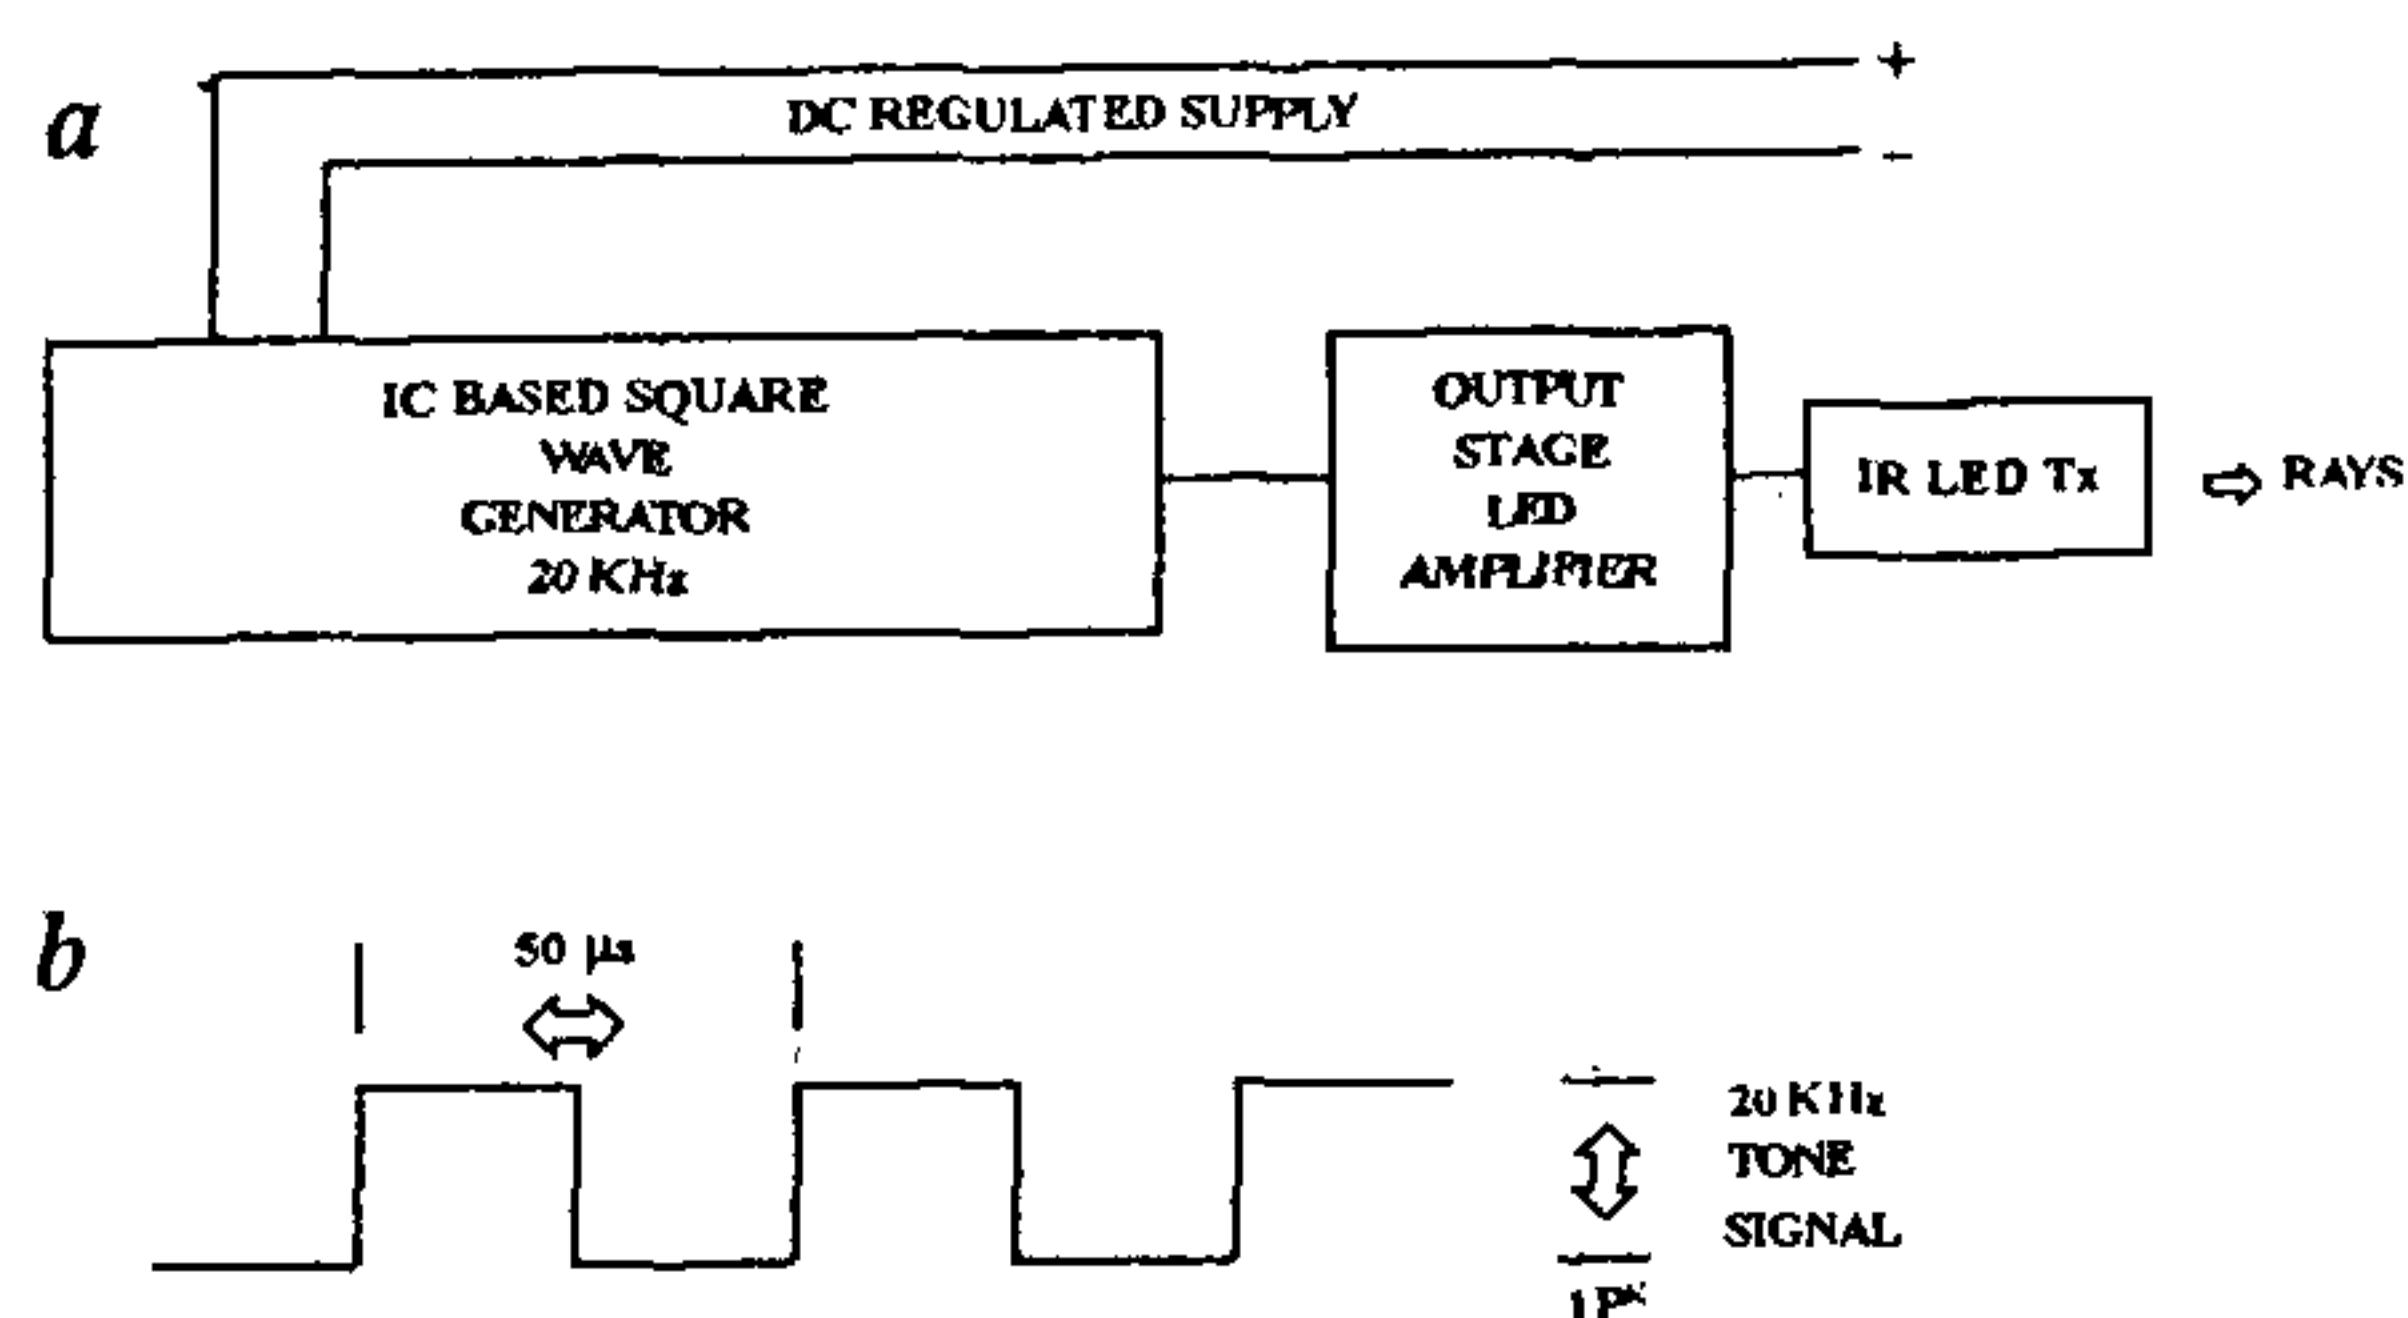 a
+
DC REGULATED SUPPLY
-
IC BASED SQUARE
WAVE
GENERATOR
20 KHz
OUTPUT
STAGE
LED
AMPLIFIER
IR LED Tx
RAYS
b
50 µs
20 KHz
TONE
SIGNAL